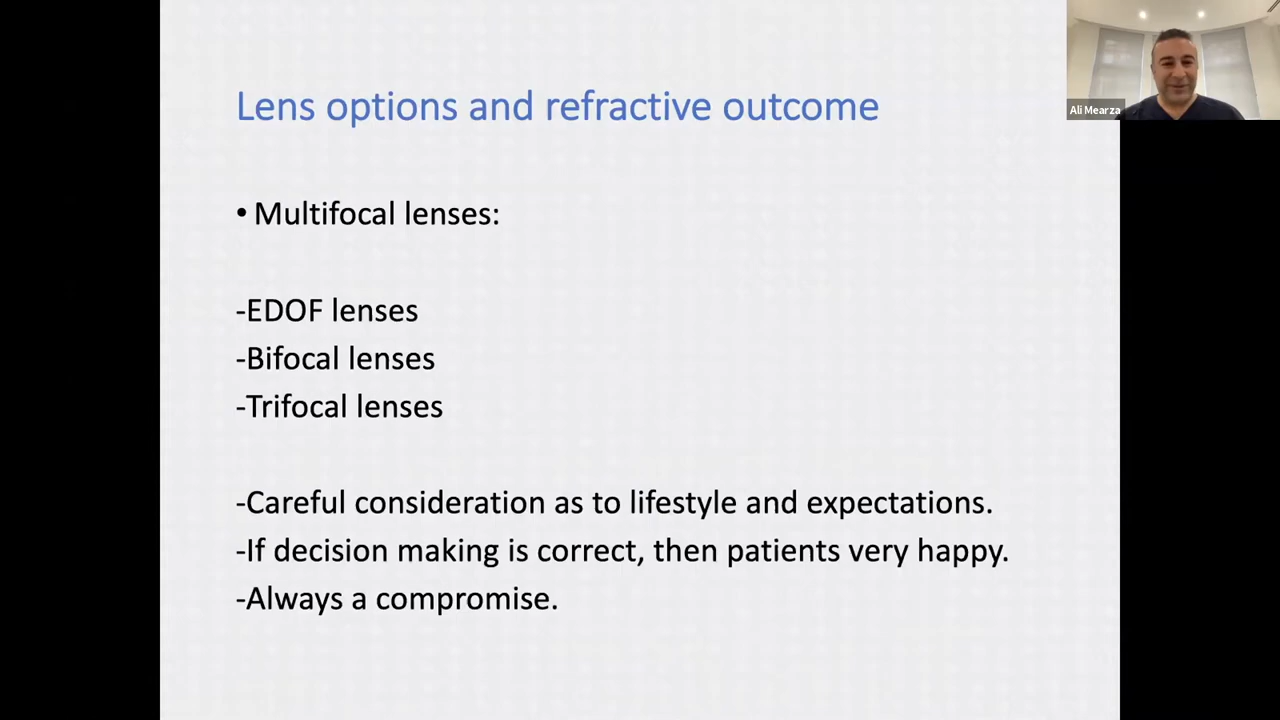 Lens options and refractive outcome
• Multifocal lenses:
-EDOF lenses
-Bifocal lenses
-Trifocal lenses
-Careful consideration as to lifestyle and expectations.
-If decision making is correct, then patients very happy.
-Always a compromise.
Ali Mearza